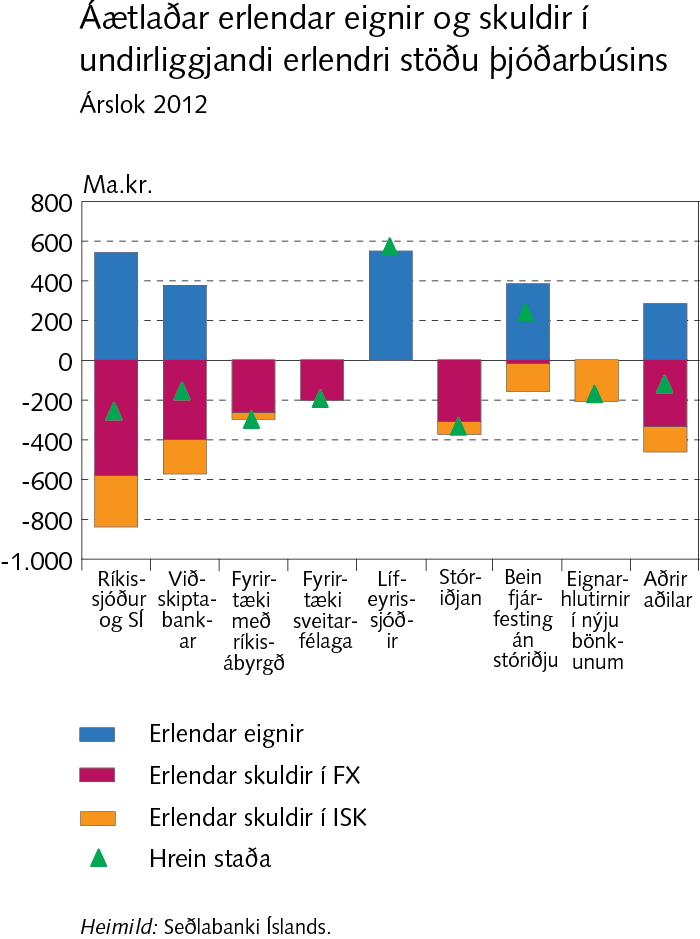 Áætlaðar erlendar eignir og skuldir í
undirliggjandi erlendri stöðu þjóðarbúsins
Árslok 2012
Ma.kr.
800
600
400
200
0
-200
-400
-600
-800
-1.000
Ríkis-
sjóður
og SÍ
Við-
skipta-
bank-
ar
Fyrir-
tæki
með
ríkis-
ábyrgð
Fyrir-
tæki
sveitar-
félaga
Líf-
eyris-
sjóð-
ir
Stór-
iðjan
Bein
fjár-
festing
án
stóriðju
Eignar-
hlutirnir
í nýju
bönk-
unum
Aðrir
aðilar
Erlendar eignir
Erlendar skuldir í FX
Erlendar skuldir í ISK
Hrein staða
Heimild: Seðlabanki Íslands.